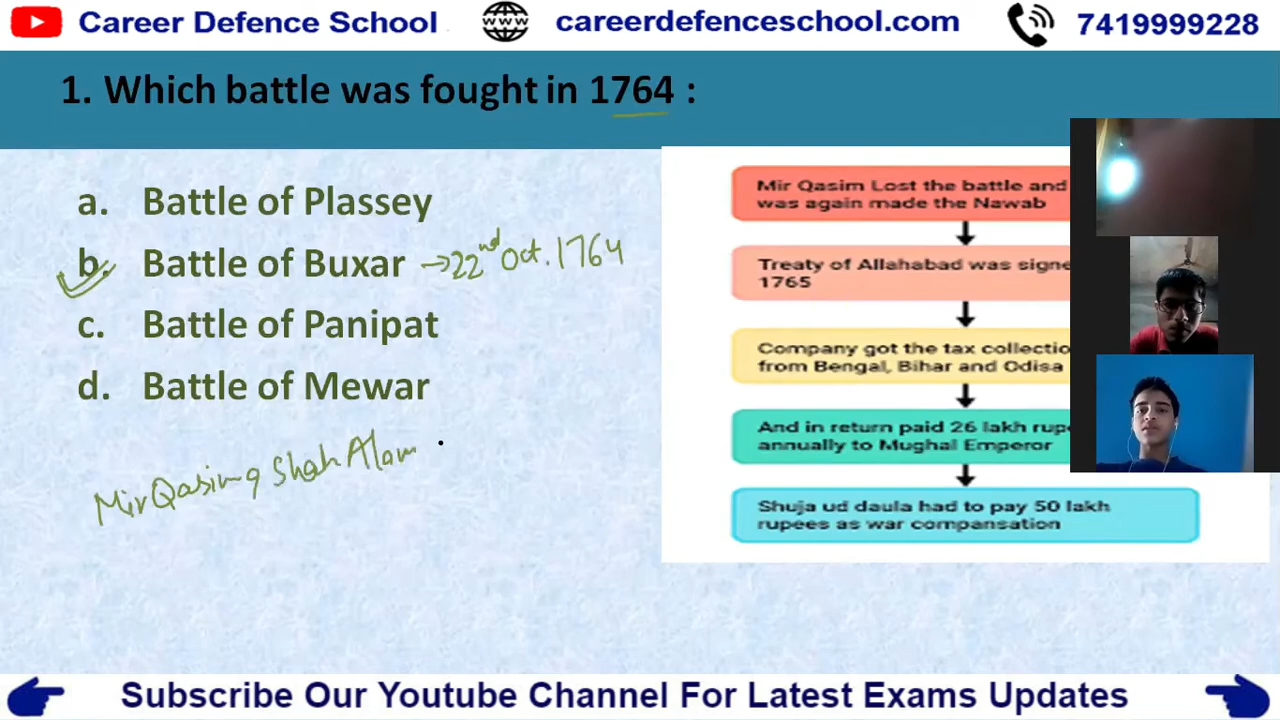 Career Defence School
careerdefenceschool.com
7419999228
1. Which battle was fought in 1764 :
a. Battle of Plassey
b. Battle of Buxar → 22nd Oct. 1764
c. Battle of Panipat
d. Battle of Mewar
Mir Qasim Shah Alam
Mir Qasim Lost the battle and
was again made the Nawab
Treaty of Allahabad was signe
1765
Company got the tax collectio
from Bengal, Bihar and Odisa
And in return paid 26 lakh rup
annually to Mughal Emperor
Shuja ud daula had to pay 50 lakh
rupees as war compansation
Subscribe Our Youtube Channel For Latest Exams Updates